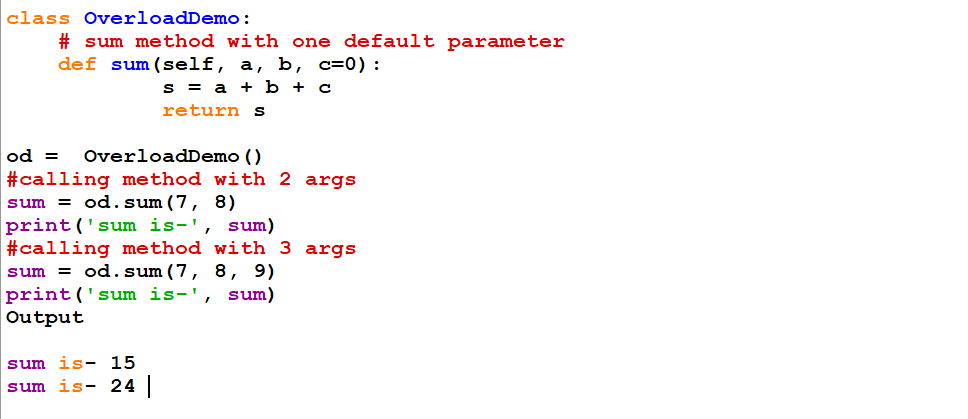 class OverloadDemo:
    # sum method with one default parameter
    def sum(self, a, b, c=0):
            s = a + b + c
            return s

od =  OverloadDemo()
#calling method with 2 args
sum = od.sum(7, 8)
print('sum is-', sum)
#calling method with 3 args
sum = od.sum(7, 8, 9)
print('sum is-', sum)
Output

sum is- 15
sum is- 24